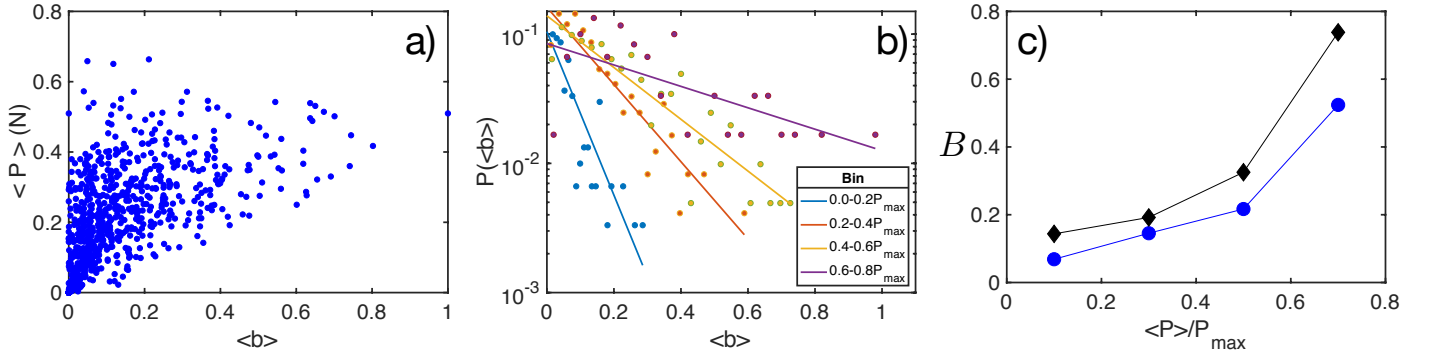 a)
0.8
0.6
0.4
0.2
0
< P > (N)
0 0.2 0.4 0.6 0.8 1
<b>
b)
10^-1
10^-2
10^-3
P(<b>)
0 0.2 0.4 0.6 0.8 1
<b>
Bin
0.0-0.2P_max
0.2-0.4P_max
0.4-0.6P_max
0.6-0.8P_max
c)
0.8
0.6
0.4
0.2
0
B
0 0.2 0.4 0.6 0.8
<P>/P_max